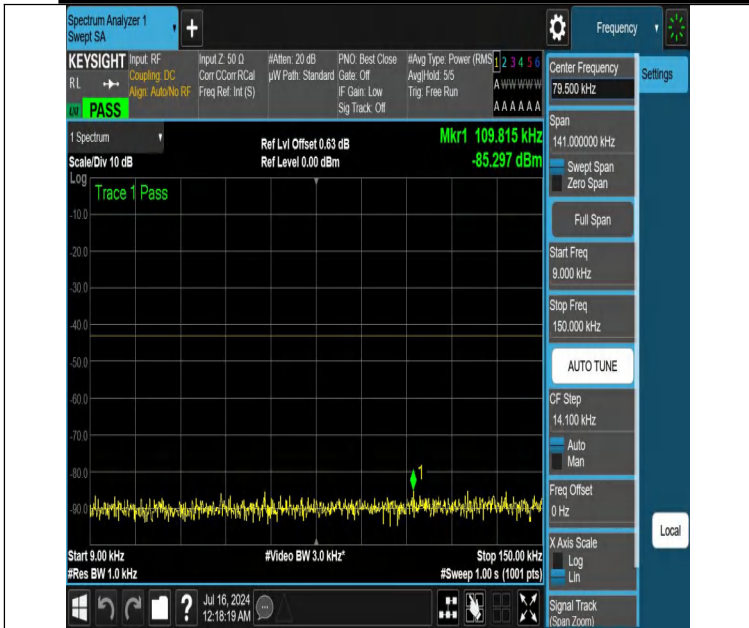 Spectrum Analyzer 1
Swept SA
Frequency
KEYSIGHT
RL
PASS
Input: RF
Coupling: DC
Align: Auto/No RF
Input Z: 50 Ω
Corr CCorr RCal
Freq Ref: Int (S)
#Atten: 20 dB
µW Path: Standard
PNO: Best Close
Gate: Off
IF Gain: Low
Sig Track: Off
#Avg Type: Power (RMS
Avg|Hold: 5/5
Trig: Free Run
1 2 3 4 5 6
A W W W W W
A A A A A A
1 Spectrum
Scale/Div 10 dB
Ref Lvl Offset 0.63 dB
Ref Level 0.00 dBm
Mkr1 109.815 kHz
-85.297 dBm
Log
Trace 1 Pass
-10.0
-20.0
-30.0
-40.0
-50.0
-60.0
-70.0
-80.0
-90.0
1
Start 9.00 kHz
#Res BW 1.0 kHz
#Video BW 3.0 kHz*
Stop 150.00 kHz
#Sweep 1.00 s (1001 pts)
Jul 16, 2024
12:18:19 AM
Center Frequency
79.500 kHz
Settings
Span
141.000000 kHz
Swept Span
Zero Span
Full Span
Start Freq
9.000 kHz
Stop Freq
150.000 kHz
AUTO TUNE
CF Step
14.100 kHz
Auto
Man
Freq Offset
0 Hz
Local
X Axis Scale
Log
Lin
Signal Track
(Span Zoom)